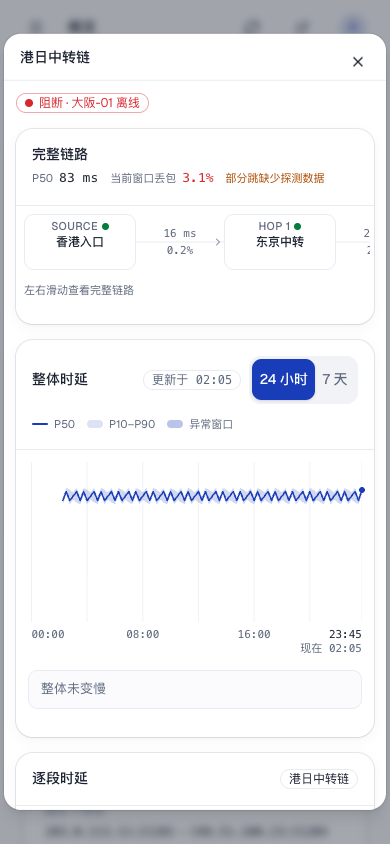 港日中转链
阻断 · 大阪-01 离线
完整链路
P50 83 ms 当前窗口丢包 3.1% 部分跳缺少探测数据
SOURCE
香港入口
16 ms
0.2%
HOP 1
东京中转
左右滑动查看完整链路
整体时延
更新于 02:05
24 小时
7 天
P50
P10–P90
异常窗口
00:00
08:00
16:00
23:45
现在 02:05
整体未变慢
逐段时延
港日中转链